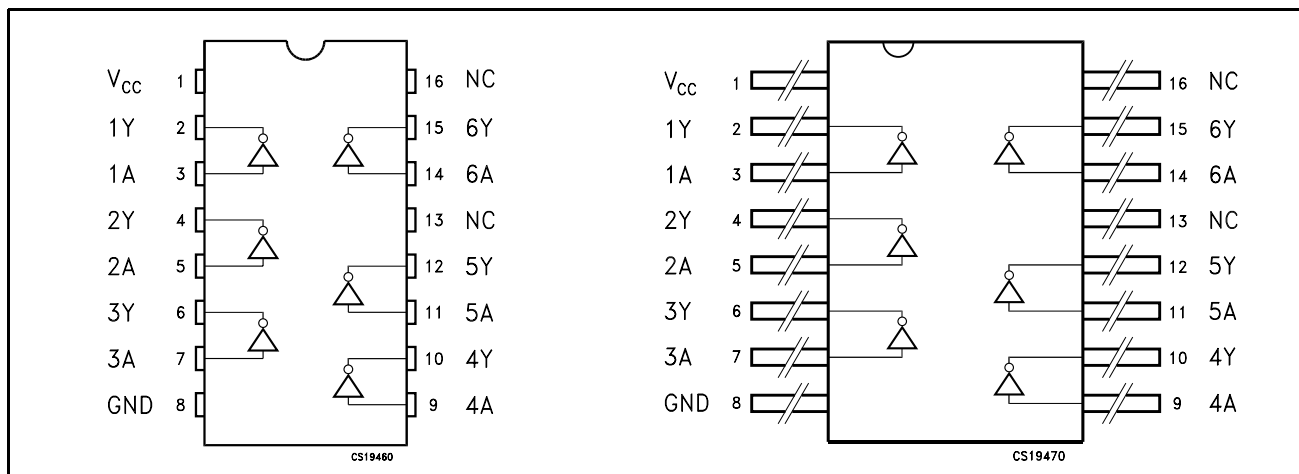 V_CC 1 16 NC
1Y 2 15 6Y
1A 3 14 6A
2Y 4 13 NC
2A 5 12 5Y
3Y 6 11 5A
3A 7 10 4Y
GND 8 9 4A
CS19460
V_CC 1 16 NC
1Y 2 15 6Y
1A 3 14 6A
2Y 4 13 NC
2A 5 12 5Y
3Y 6 11 5A
3A 7 10 4Y
GND 8 9 4A
CS19470